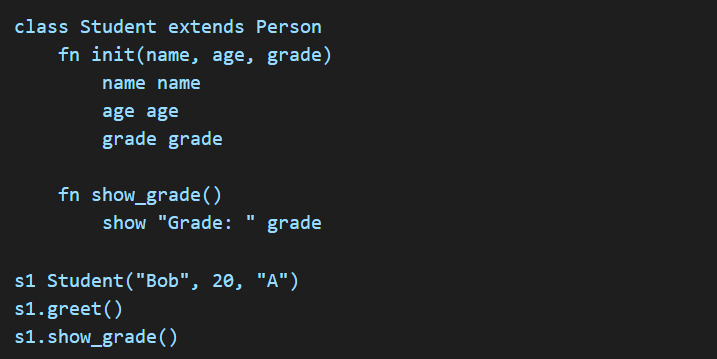 class Student extends Person
    fn init(name, age, grade)
        name name
        age age
        grade grade

    fn show_grade()
        show "Grade: " grade

s1 Student("Bob", 20, "A")
s1.greet()
s1.show_grade()